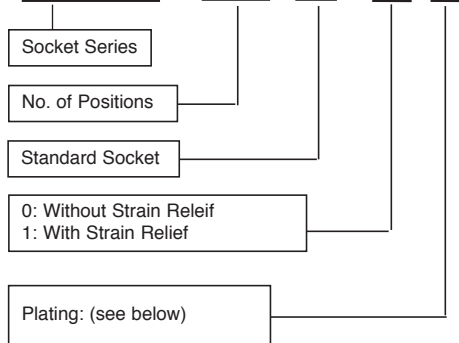 Socket Series
No. of Positions
Standard Socket
0: Without Strain Releif
1: With Strain Relief
Plating: (see below)